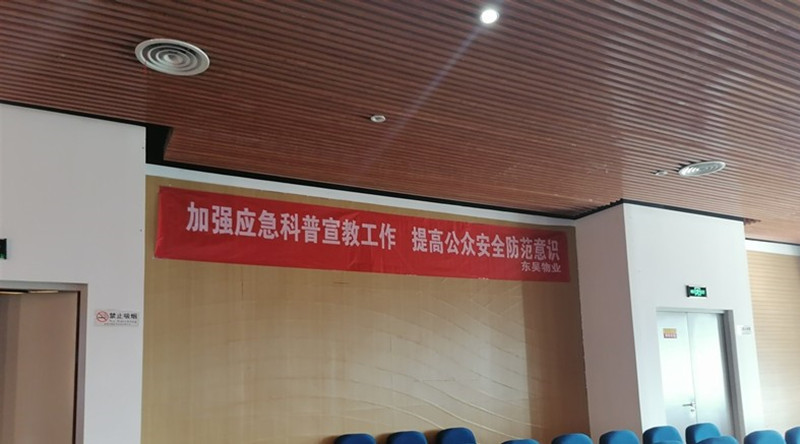 加强应急科普宣教工作 提高公众安全防范意识
东吴物业
禁止吸烟